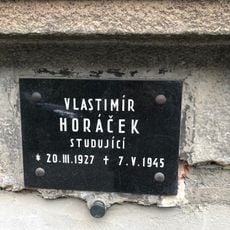 VLASTIMÍR
HORÁČEK
STUDUJÍCÍ
* 20.III.1927 † 7.V.1945